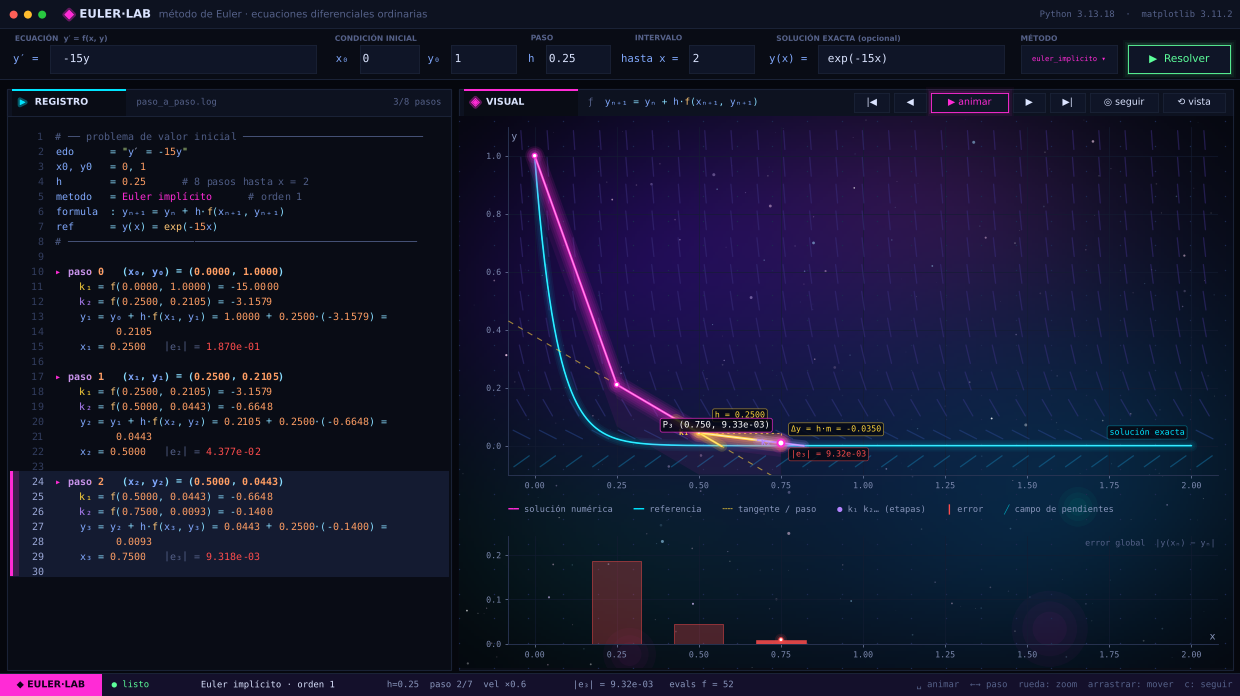 EULER·LAB método de Euler · ecuaciones diferenciales ordinarias Python 3.13.18 · matplotlib 3.11.2
ECUACIÓN y′ = f(x, y) CONDICIÓN INICIAL PASO INTERVALO SOLUCIÓN EXACTA (opcional) MÉTODO
y′ = -15y x₀ 0 y₀ 1 h 0.25 hasta x = 2 y(x) = exp(-15x) euler_implicito ▾ ▶ Resolver
REGISTRO paso_a_paso.log 3/8 pasos
1 # ── problema de valor inicial ──────────────────────────────
2 edo = "y′ = -15y"
3 x0, y0 = 0, 1
4 h = 0.25 # 8 pasos hasta x = 2
5 metodo = Euler implícito # orden 1
6 formula : yₙ₊₁ = yₙ + h·f(xₙ₊₁, yₙ₊₁)
7 ref = y(x) = exp(-15x)
8 # ────────────────────────────────────────────────────────────
9
10 ▸ paso 0 (x₀, y₀) = (0.0000, 1.0000)
11 k₁ = f(0.0000, 1.0000) = -15.0000
12 k₂ = f(0.2500, 0.2105) = -3.1579
13 y₁ = y₀ + h·f(x₁, y₁) = 1.0000 + 0.2500·(-3.1579) =
14 0.2105
15 x₁ = 0.2500 |e₁| = 1.870e-01
16
17 ▸ paso 1 (x₁, y₁) = (0.2500, 0.2105)
18 k₁ = f(0.2500, 0.2105) = -3.1579
19 k₂ = f(0.5000, 0.0443) = -0.6648
20 y₂ = y₁ + h·f(x₂, y₂) = 0.2105 + 0.2500·(-0.6648) =
21 0.0443
22 x₂ = 0.5000 |e₂| = 4.377e-02
23
24 ▸ paso 2 (x₂, y₂) = (0.5000, 0.0443)
25 k₁ = f(0.5000, 0.0443) = -0.6648
26 k₂ = f(0.7500, 0.0093) = -0.1400
27 y₃ = y₂ + h·f(x₃, y₃) = 0.0443 + 0.2500·(-0.1400) =
28 0.0093
29 x₃ = 0.7500 |e₃| = 9.318e-03
30
VISUAL ƒ yₙ₊₁ = yₙ + h·f(xₙ₊₁, yₙ₊₁) |◀ ◀ ▶ animar ▶ ▶| ◎ seguir ⟲ vista
y
1.0
0.8
0.6
0.4
0.2
0.0
h = 0.2500
P₃ (0.750, 9.33e-03)
Δy = h·m = -0.0350
|e₃| = 9.32e-03
solución exacta
0.00 0.25 0.50 0.75 1.00 1.25 1.50 1.75 2.00
solución numérica referencia tangente / paso k₁ k₂… (etapas) error campo de pendientes
error global |y(xₙ) − yₙ|
0.2
0.1
0.0
x
0.00 0.25 0.50 0.75 1.00 1.25 1.50 1.75 2.00
◆ EULER·LAB ● listo Euler implícito · orden 1 h=0.25 paso 2/7 vel ×0.6 |e₃| = 9.32e-03 evals f = 52 ␣ animar ←→ paso rueda: zoom arrastrar: mover c: seguir